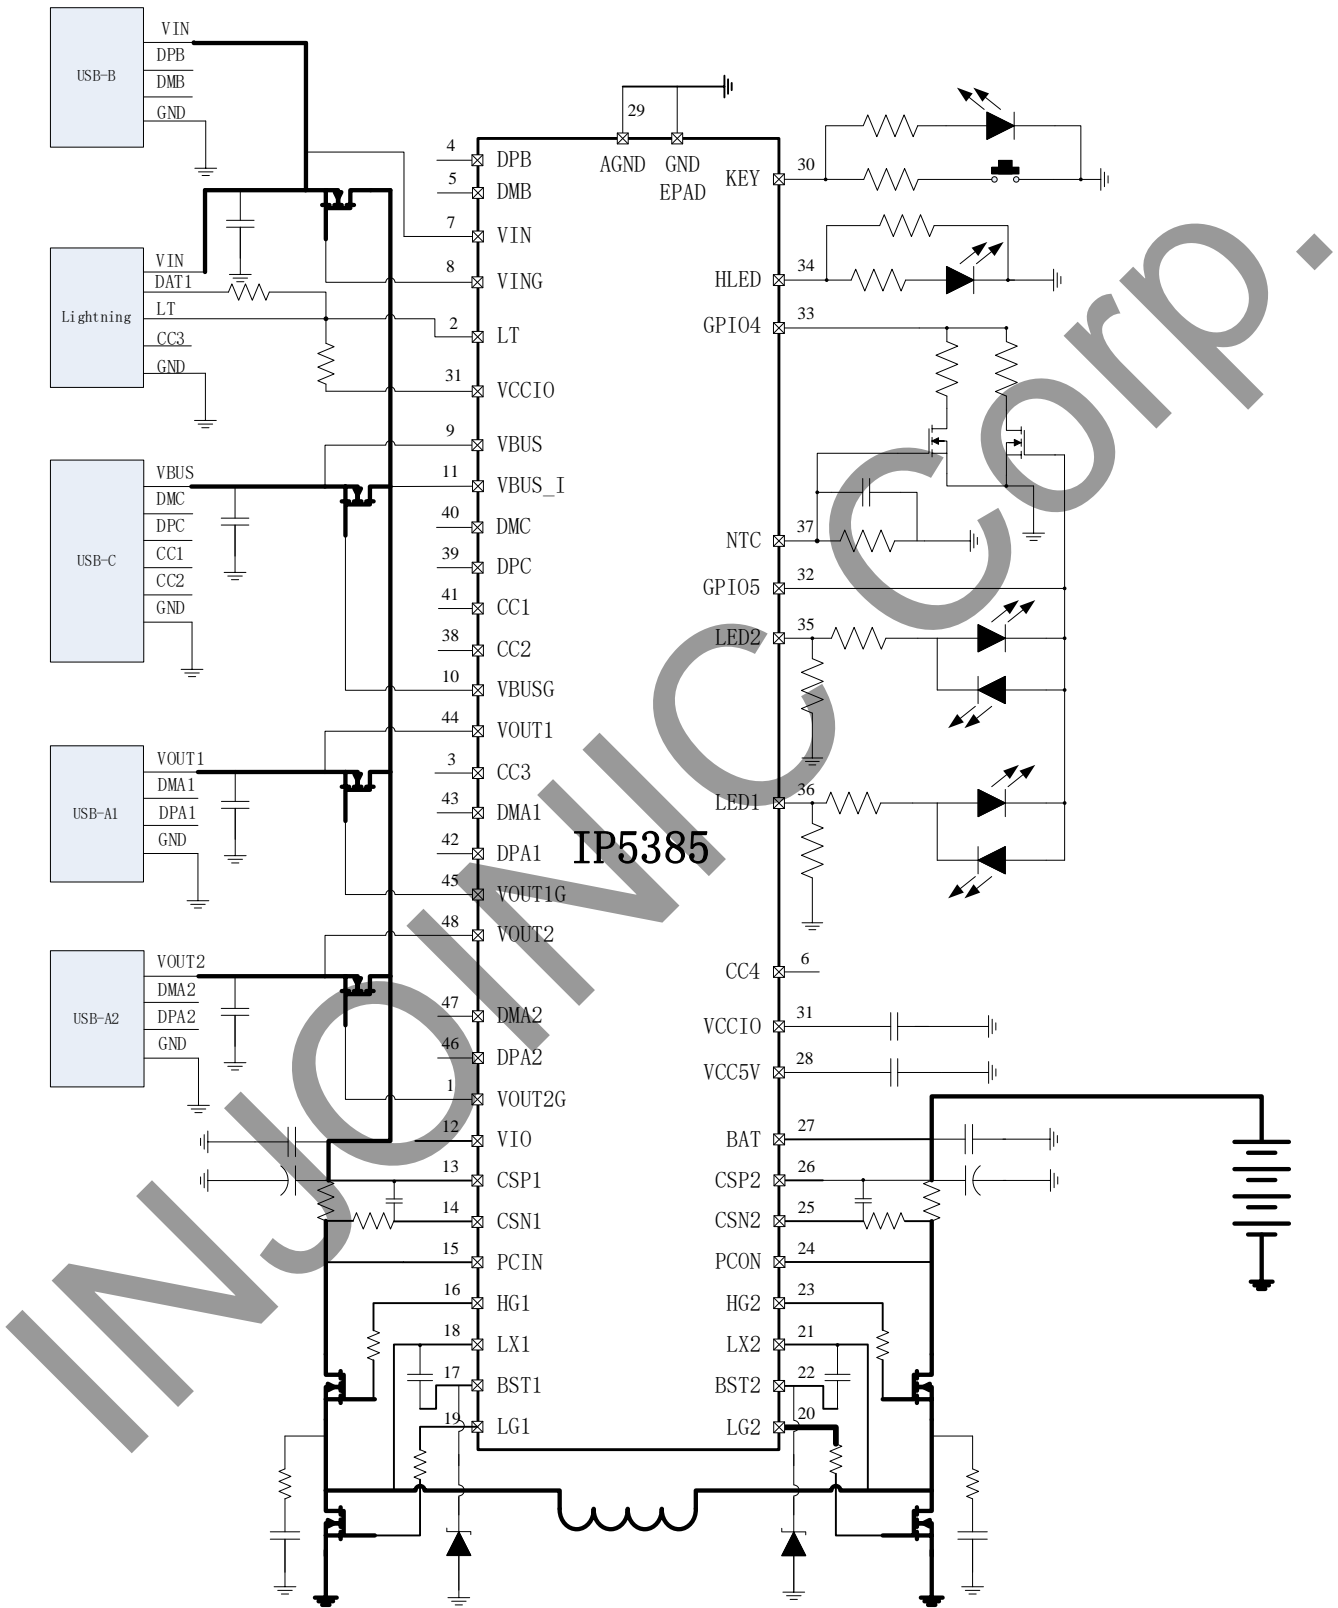 USB-B
VIN
DPB
DMB
GND
Lightning
VIN
DAT1
LT
CC3
GND
USB-C
VBUS
DMC
DPC
CC1
CC2
GND
USB-A1
VOUT1
DMA1
DPA1
GND
USB-A2
VOUT2
DMA2
DPA2
GND
29
AGND
GND
EPAD
4 DPB
5 DMB
7 VIN
8 VING
2 LT
31 VCCIO
9 VBUS
11 VBUS_I
40 DMC
39 DPC
41 CC1
38 CC2
10 VBUSG
44 VOUT1
3 CC3
43 DMA1
42 DPA1
45 VOUT1G
48 VOUT2
47 DMA2
46 DPA2
1 VOUT2G
12 VIO
13 CSP1
14 CSN1
15 PCIN
16 HG1
18 LX1
17 BST1
19 LG1
IP5385
KEY 30
HLED 34
GPIO4 33
NTC 37
GPIO5 32
LED2 35
LED1 36
CC4 6
VCCIO 31
VCC5V 28
BAT 27
CSP2 26
CSN2 25
PCON 24
HG2 23
LX2 21
BST2 22
LG2 20
INJOINIC Corp.